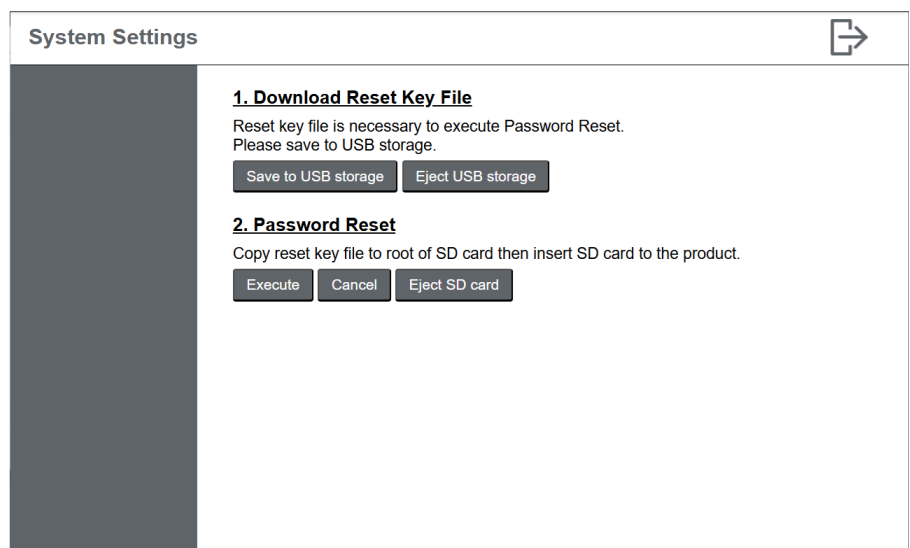 System Settings
1. Download Reset Key File
Reset key file is necessary to execute Password Reset.
Please save to USB storage.
Save to USB storage Eject USB storage
2. Password Reset
Copy reset key file to root of SD card then insert SD card to the product.
Execute Cancel Eject SD card